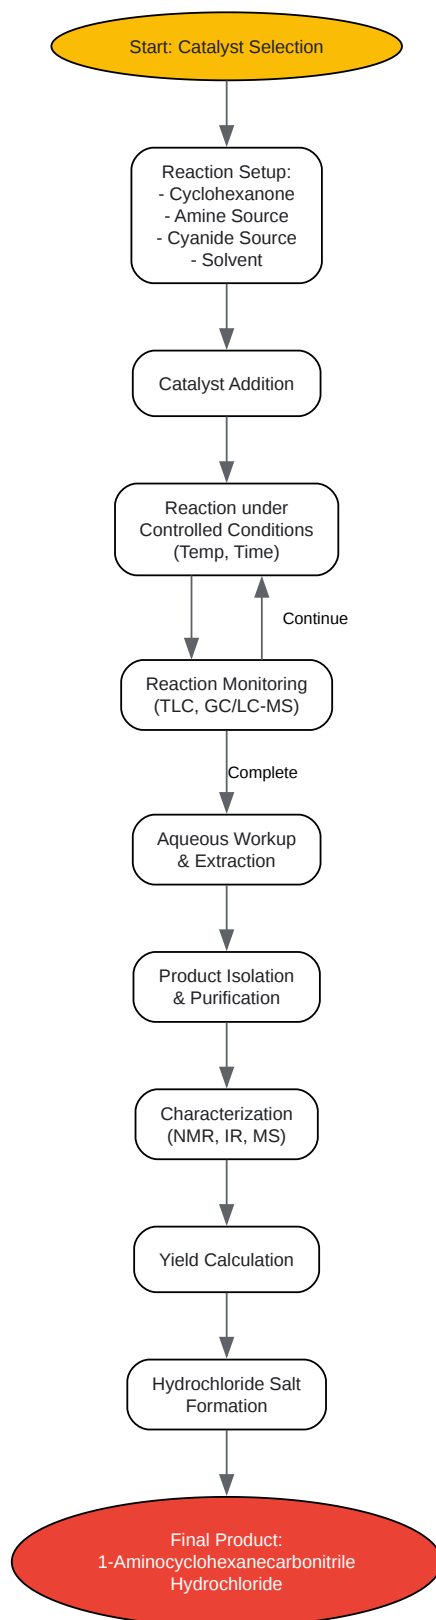 Start: Catalyst Selection
Reaction Setup:
- Cyclohexanone
- Amine Source
- Cyanide Source
- Solvent
Catalyst Addition
Reaction under
Controlled Conditions
(Temp, Time)
Continue
Reaction Monitoring
(TLC, GC/LC-MS)
Complete
Aqueous Workup
& Extraction
Product Isolation
& Purification
Characterization
(NMR, IR, MS)
Yield Calculation
Hydrochloride Salt
Formation
Final Product:
1-Aminocyclohexanecarbonitrile
Hydrochloride